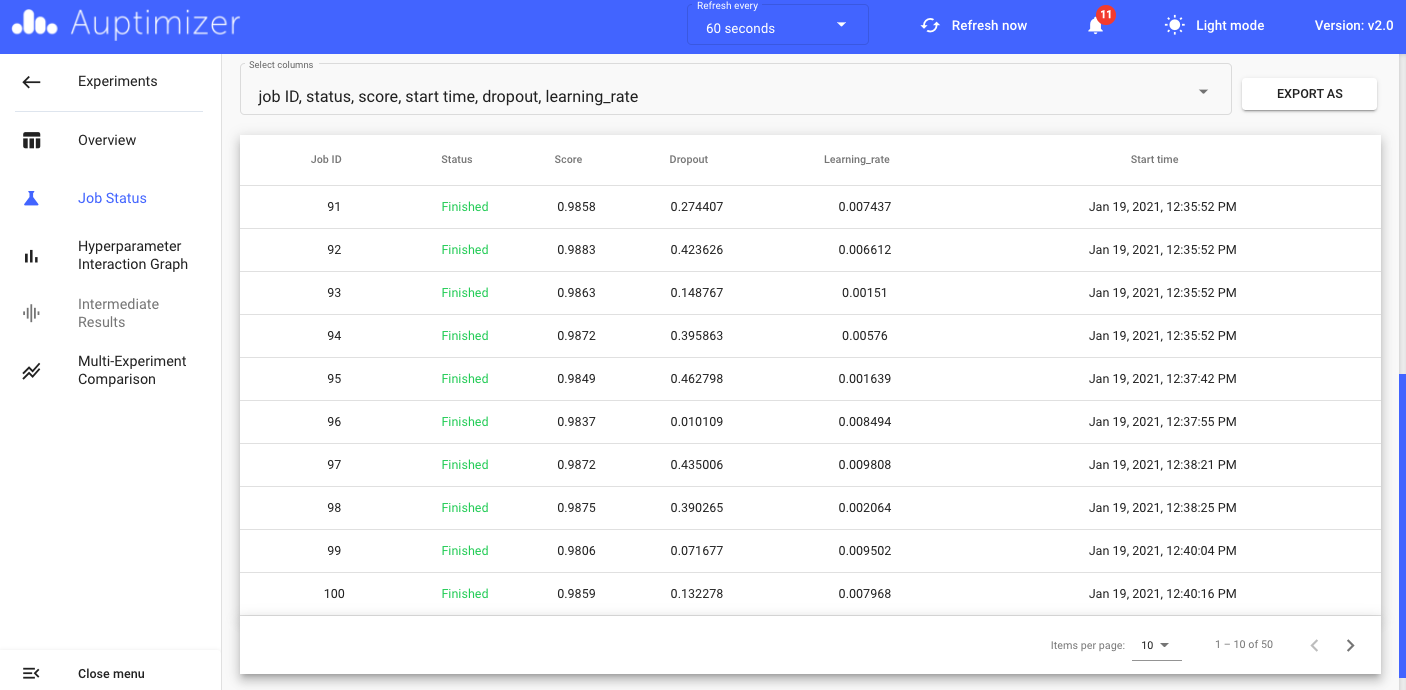 Auptimizer
Refresh every
60 seconds
Refresh now
11
Light mode
Version: v2.0
Experiments
Overview
Job Status
Hyperparameter
Interaction Graph
Intermediate
Results
Multi-Experiment
Comparison
Close menu
Select columns
job ID, status, score, start time, dropout, learning_rate
EXPORT AS
Job ID Status Score Dropout Learning_rate Start time
91 Finished 0.9858 0.274407 0.007437 Jan 19, 2021, 12:35:52 PM
92 Finished 0.9883 0.423626 0.006612 Jan 19, 2021, 12:35:52 PM
93 Finished 0.9863 0.148767 0.00151 Jan 19, 2021, 12:35:52 PM
94 Finished 0.9872 0.395863 0.00576 Jan 19, 2021, 12:35:52 PM
95 Finished 0.9849 0.462798 0.001639 Jan 19, 2021, 12:37:42 PM
96 Finished 0.9837 0.010109 0.008494 Jan 19, 2021, 12:37:55 PM
97 Finished 0.9872 0.435006 0.009808 Jan 19, 2021, 12:38:21 PM
98 Finished 0.9875 0.390265 0.002064 Jan 19, 2021, 12:38:25 PM
99 Finished 0.9806 0.071677 0.009502 Jan 19, 2021, 12:40:04 PM
100 Finished 0.9859 0.132278 0.007968 Jan 19, 2021, 12:40:16 PM
Items per page: 10 1 – 10 of 50